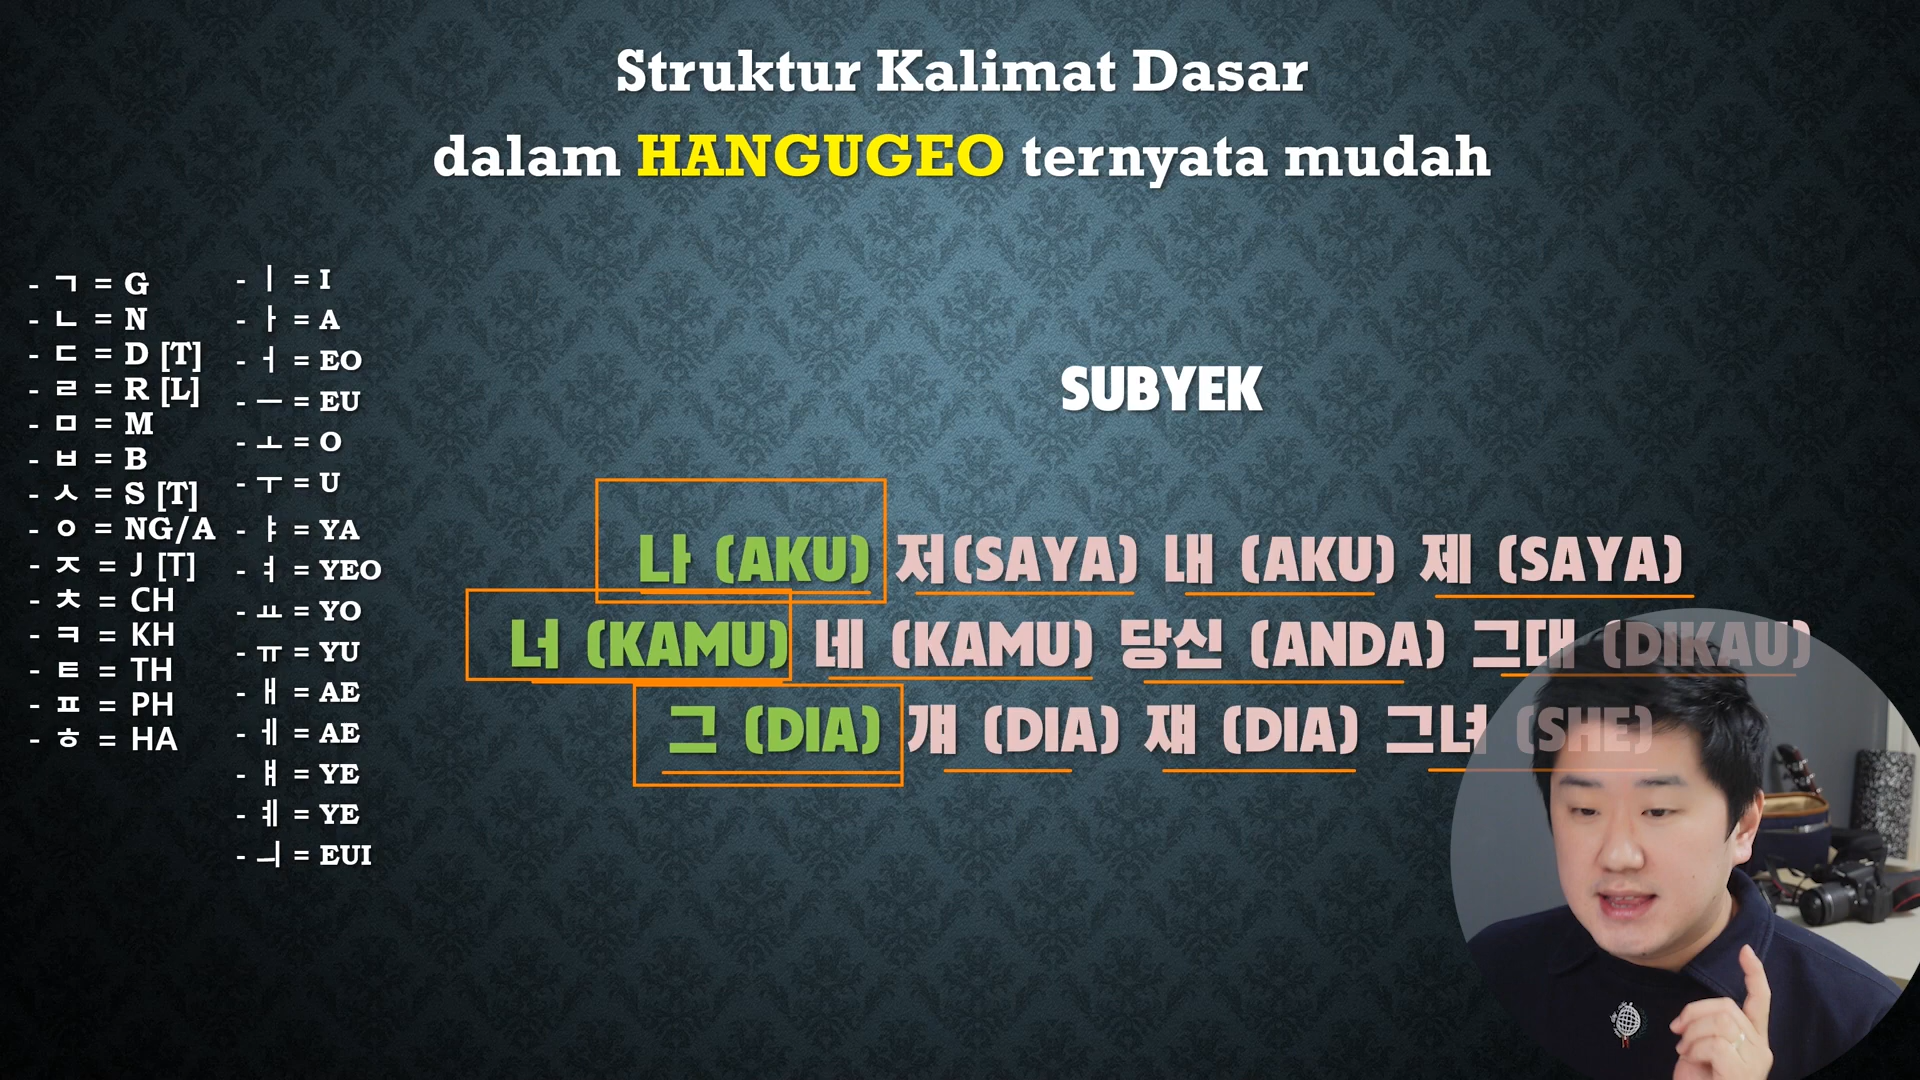 Struktur Kalimat Dasar
dalam HANGUGEO ternyata mudah
- ㄱ = G
- ㄴ = N
- ㄷ = D [T]
- ㄹ = R [L]
- ㅁ = M
- ㅂ = B
- ㅅ = S [T]
- ㅇ = NG/A
- ㅈ = J [T]
- ㅊ = CH
- ㅋ = KH
- ㅌ = TH
- ㅍ = PH
- ㅎ = HA
- ㅣ = I
- ㅏ = A
- ㅓ = EO
- ㅡ = EU
- ㅗ = O
- ㅜ = U
- ㅑ = YA
- ㅕ = YEO
- ㅛ = YO
- ㅠ = YU
- ㅐ = AE
- ㅔ = AE
- ㅒ = YE
- ㅖ = YE
- ㅢ = EUI
SUBYEK
나 (AKU) 저(SAYA) 내 (AKU) 제 (SAYA)
너 (KAMU) 네 (KAMU) 당신 (ANDA) 그대 (DIKAU)
그 (DIA) 걔 (DIA) 쟤 (DIA) 그녀 (SHE)